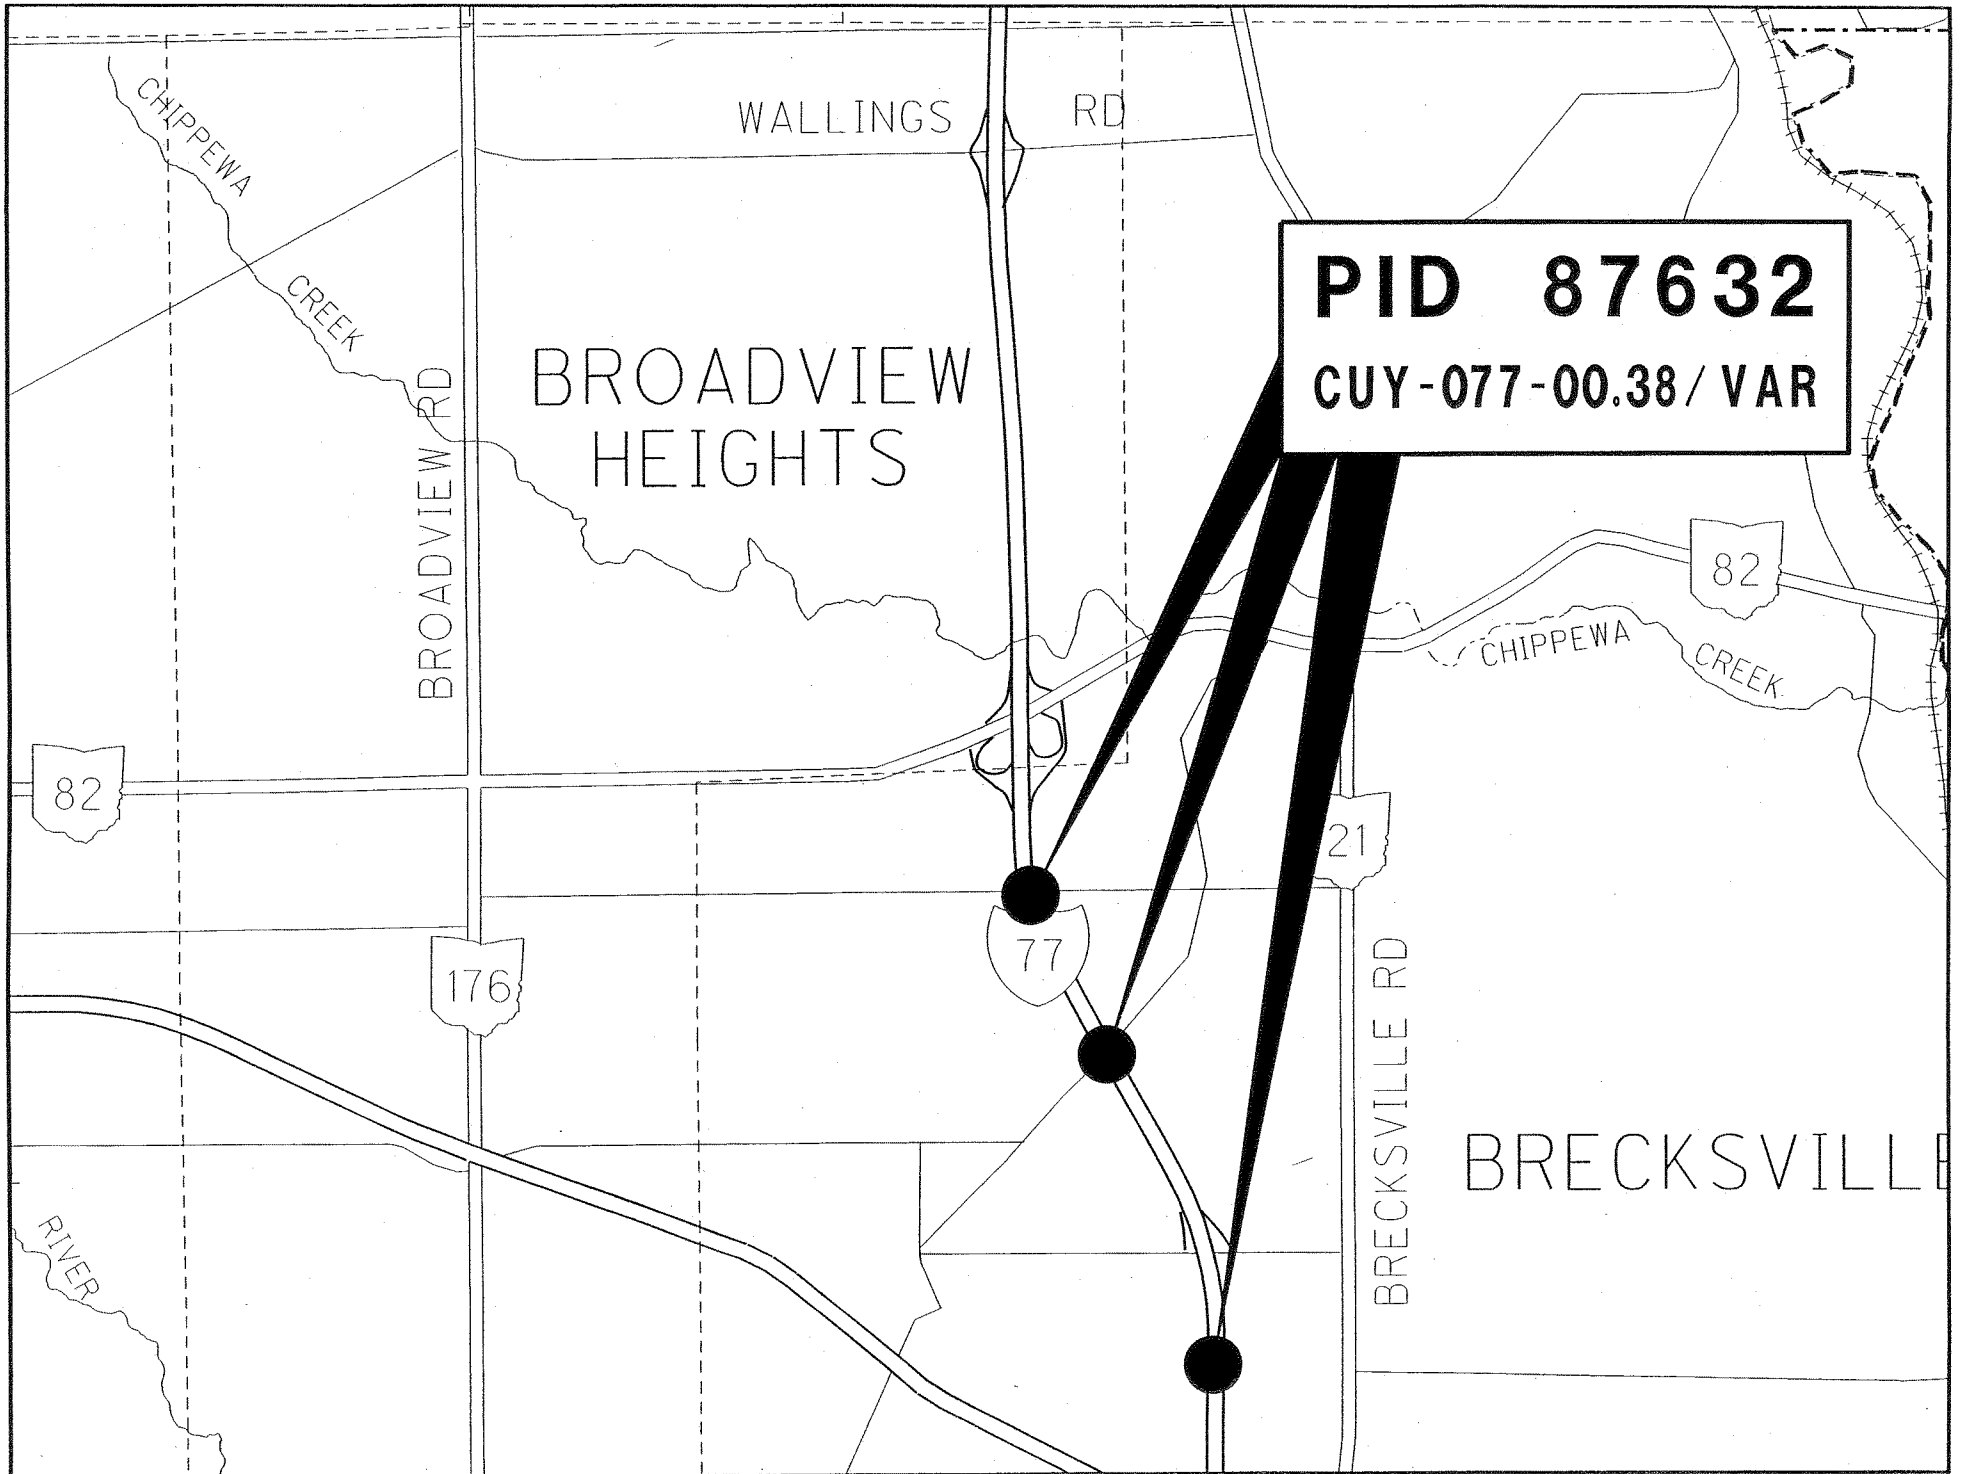 CHIPPEWA
CREEK
WALLINGS RD
PID 87632
CUY-077-00.38/VAR
BROADVIEW
HEIGHTS
BROADVIEW RD
82
CHIPPEWA
CREEK
82
21
77
176
BRECKSVILLE RD
BRECKSVILLE
RIVER